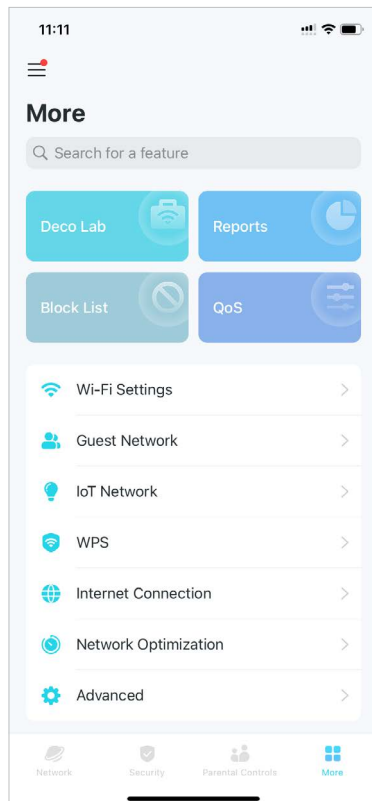 11:11
More
Search for a feature
Deco Lab
Reports
Block List
QoS
Wi-Fi Settings
Guest Network
IoT Network
WPS
Internet Connection
Network Optimization
Advanced
Network
Security
Parental Controls
More